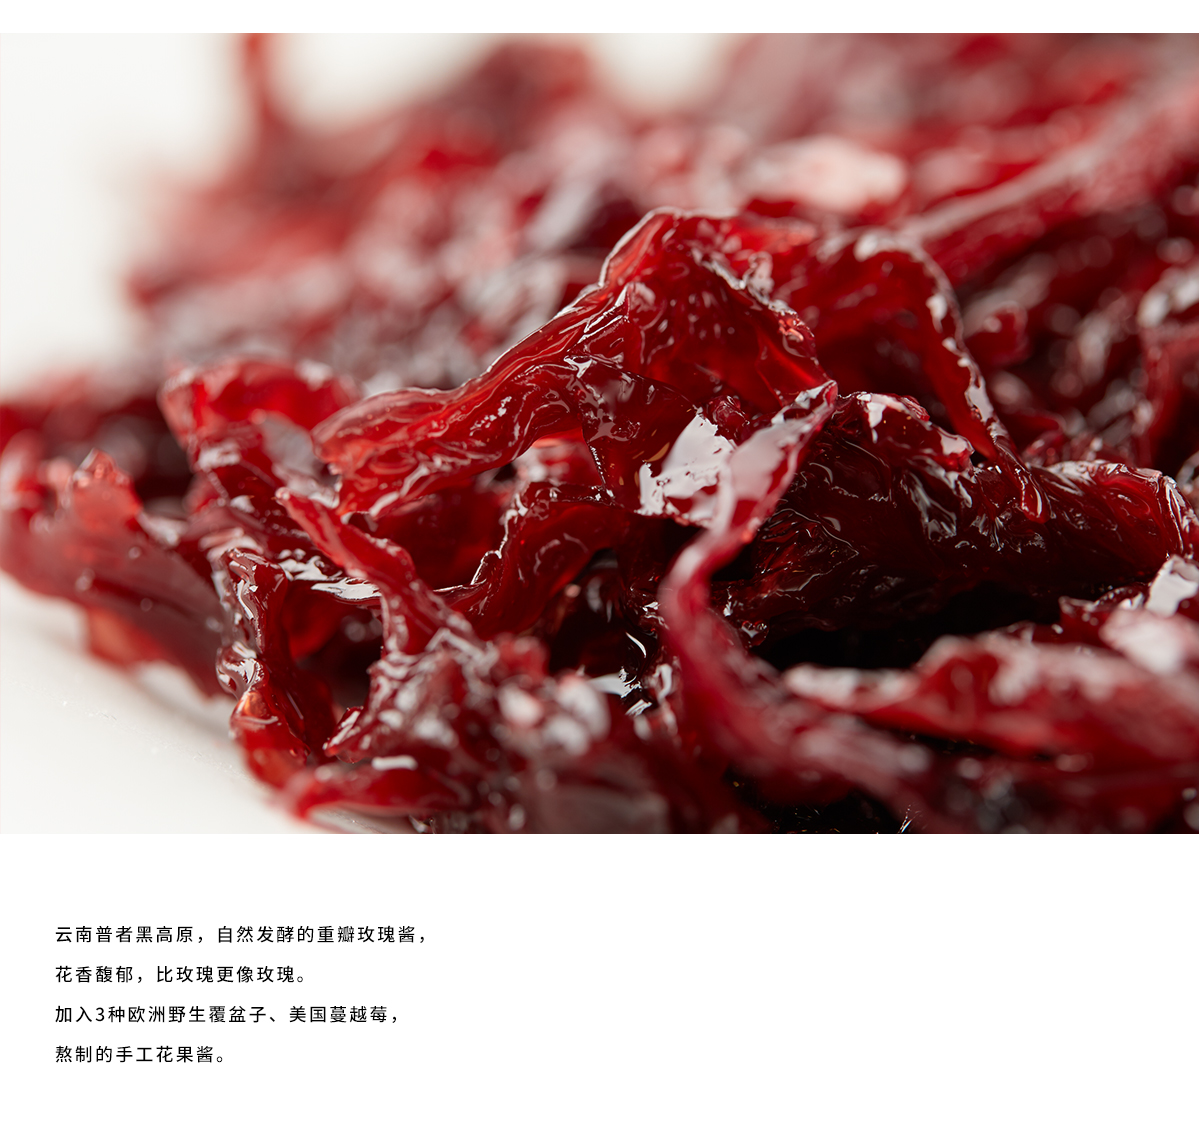 云南普者黑高原，自然发酵的重瓣玫瑰酱，
花香馥郁，比玫瑰更像玫瑰。
加入3种欧洲野生覆盆子、美国蔓越莓，
熬制的手工花果酱。